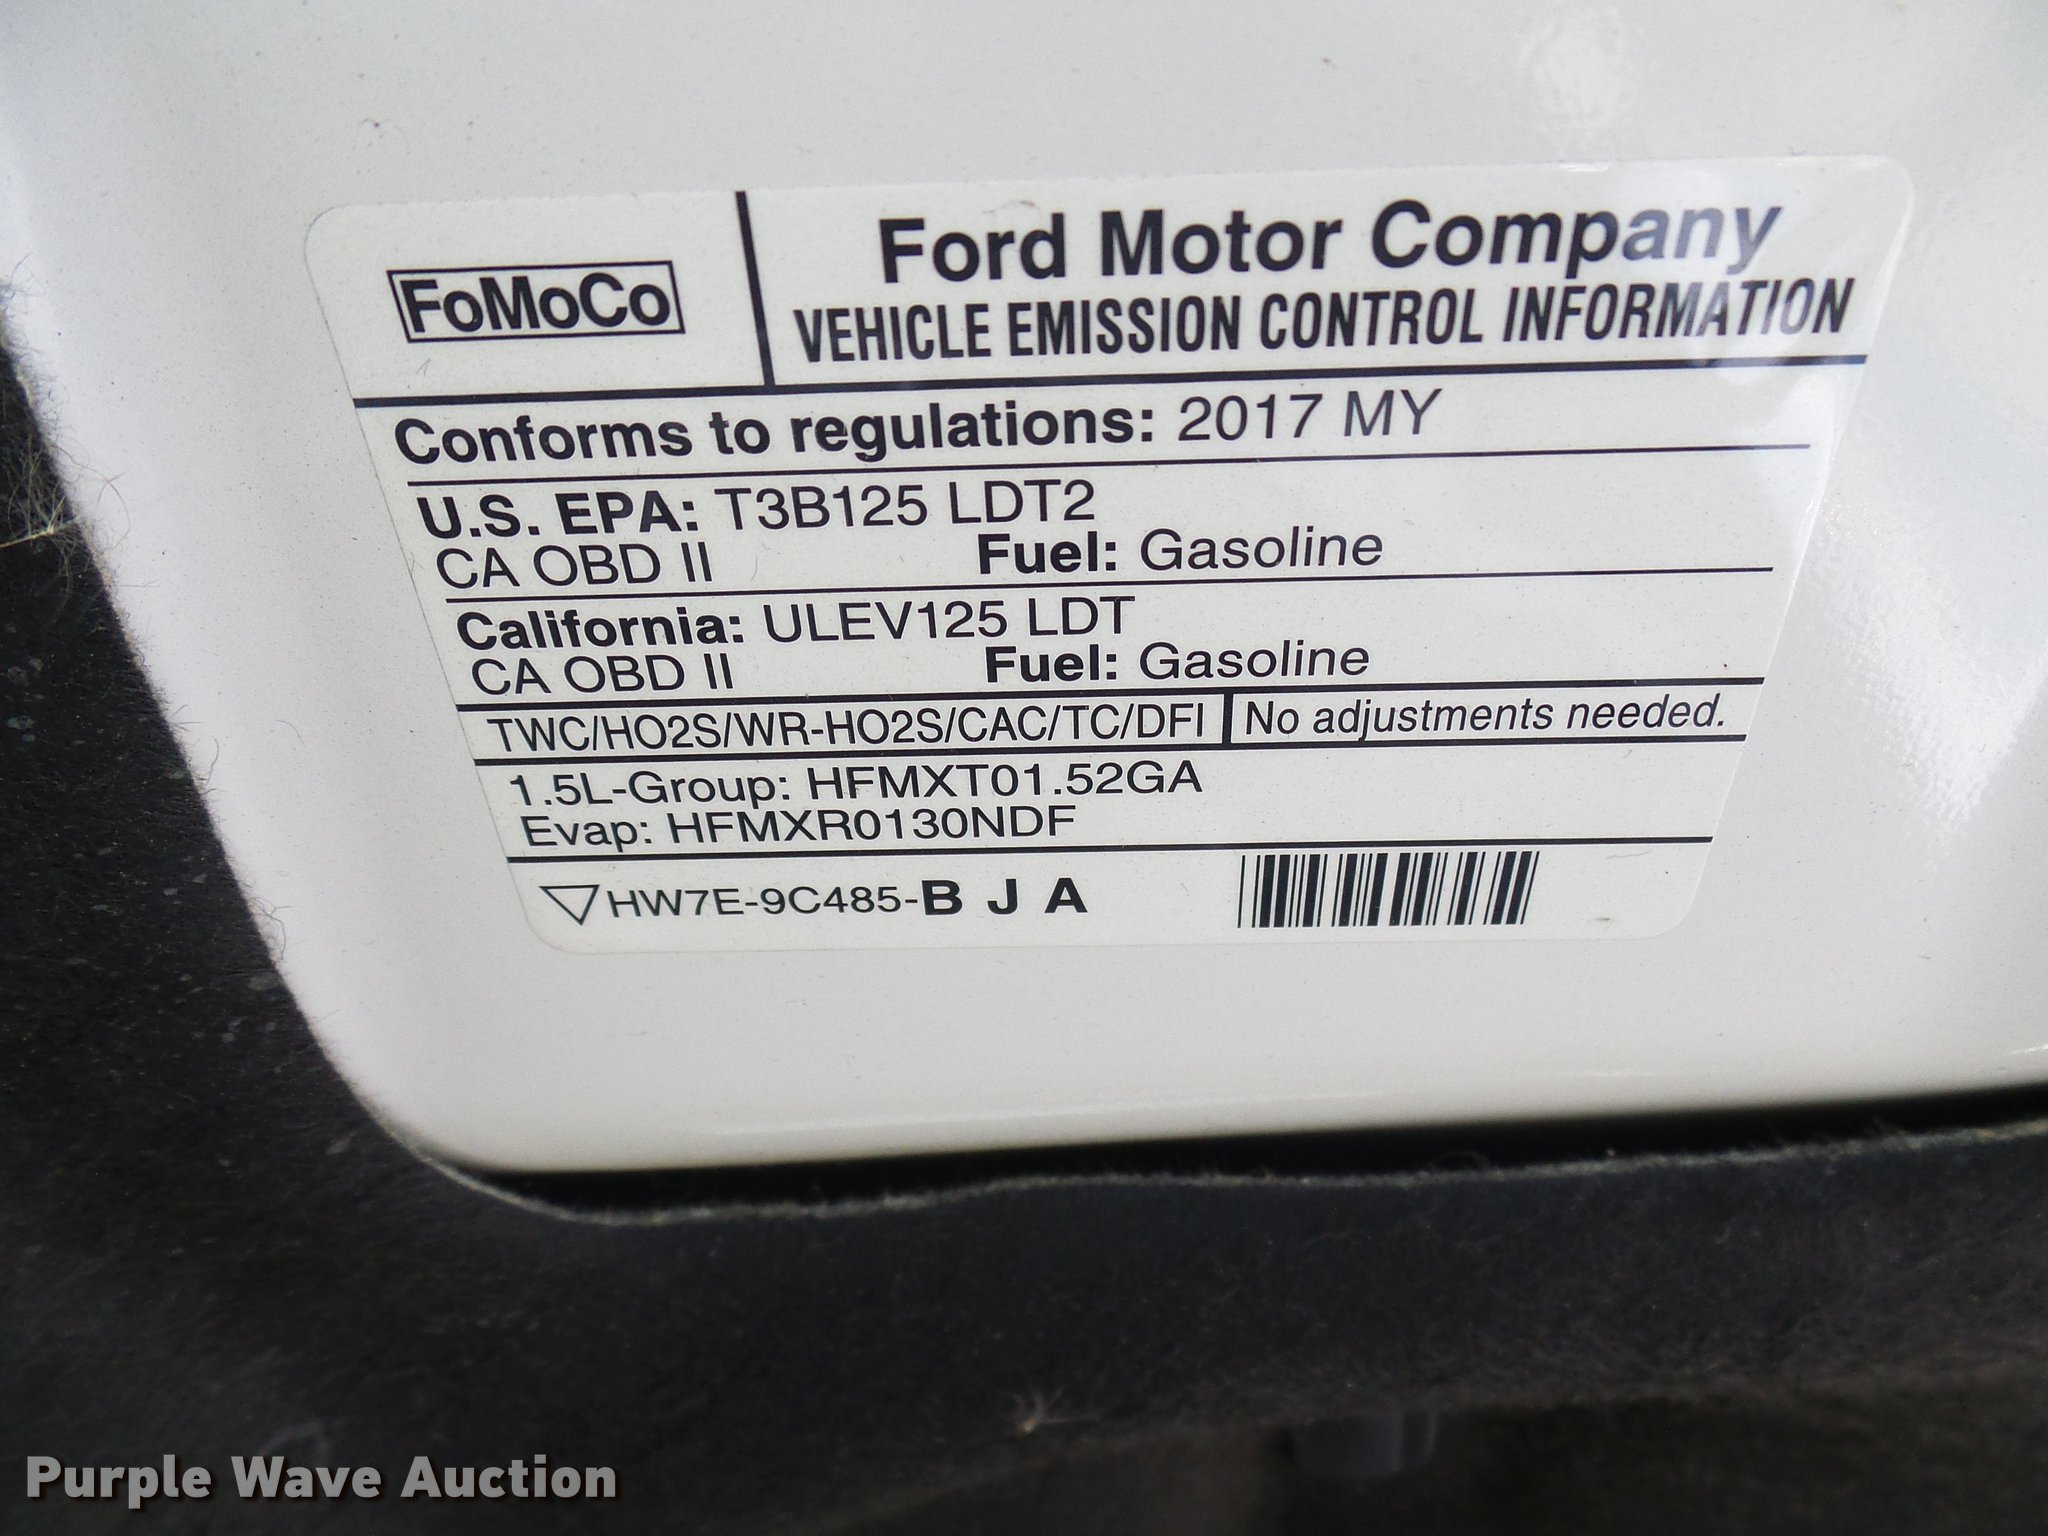 FoMoCo
Ford Motor Company
VEHICLE EMISSION CONTROL INFORMATION
Conforms to regulations: 2017 MY
U.S. EPA: T3B125 LDT2
CA OBD II Fuel: Gasoline
California: ULEV125 LDT
CA OBD II Fuel: Gasoline
TWC/HO2S/WR-HO2S/CAC/TC/DFI No adjustments needed.
1.5L-Group: HFMXT01.52GA
Evap: HFMXR0130NDF
HW7E-9C485-B J A
Purple Wave Auction